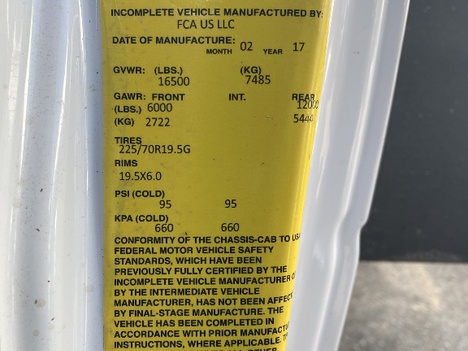 INCOMPLETE VEHICLE MANUFACTURED BY:
FCA US LLC
DATE OF MANUFACTURE: MONTH 02 YEAR 17
GVWR: (LBS.) (KG)
16500 7485
GAWR: FRONT INT. REAR
(LBS.) 6000
(KG) 2722
TIRES
225/70R19.5G
RIMS
19.5X6.0
PSI (COLD)
95 95
KPA (COLD)
660 660
CONFORMITY OF THE CHASSIS-CAB TO
FEDERAL MOTOR VEHICLE SAFETY
STANDARDS, WHICH HAVE BEEN
PREVIOUSLY FULLY CERTIFIED BY THE
INCOMPLETE VEHICLE MANUFACTURER
BY THE INTERMEDIATE VEHICLE
MANUFACTURER, HAS NOT BEEN
BY FINAL-STAGE MANUFACTURE. THE
VEHICLE HAS BEEN COMPLETED IN
ACCORDANCE WITH PRIOR
INSTRUCTIONS, WHERE APPLICABLE.